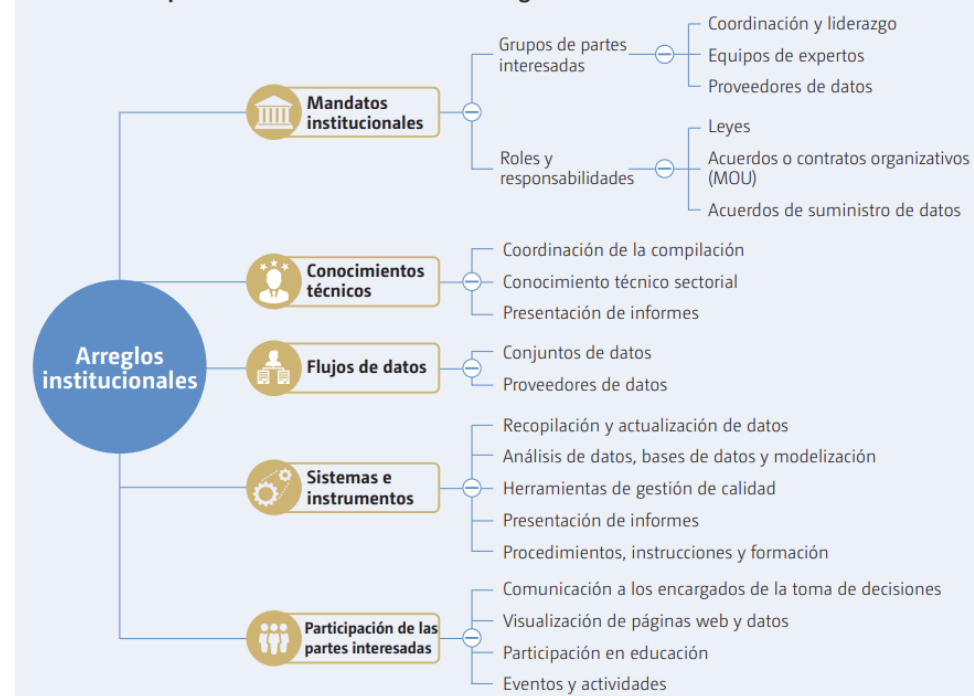 Coordinación y liderazgo
Grupos de partes
interesadas
Equipos de expertos
Proveedores de datos
Mandatos
institucionales
Leyes
Roles y
responsabilidades
Acuerdos o contratos organizativos
(MOU)
Acuerdos de suministro de datos
Conocimientos
técnicos
Coordinación de la compilación
Conocimiento técnico sectorial
Presentación de informes
Arreglos
institucionales
Flujos de datos
Conjuntos de datos
Proveedores de datos
Sistemas e
instrumentos
Recopilación y actualización de datos
Análisis de datos, bases de datos y modelización
Herramientas de gestión de calidad
Presentación de informes
Procedimientos, instrucciones y formación
Participación de las
partes interesadas
Comunicación a los encargados de la toma de decisiones
Visualización de páginas web y datos
Participación en educación
Eventos y actividades